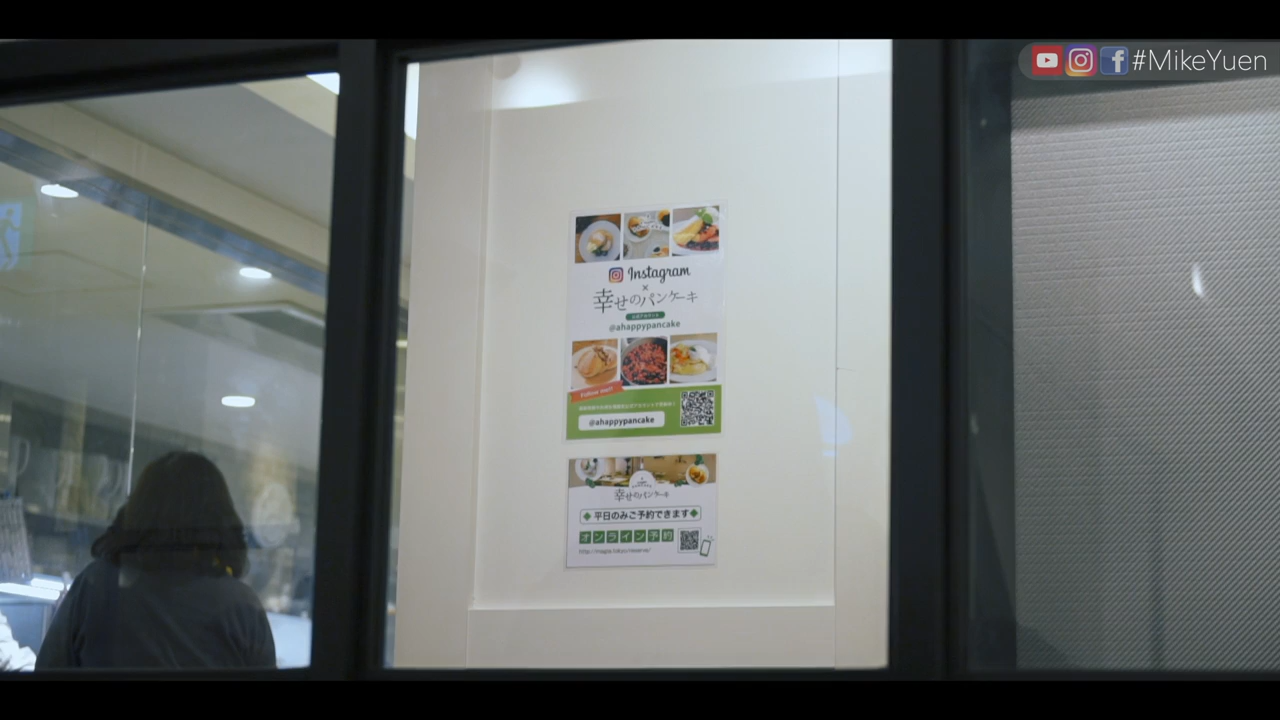 #MikeYuen
Instagram
×
幸せのパンケーキ
@ahappypancake
Follow me!!
@ahappypancake
幸せのパンケーキ
◆平日のみご予約できます◆
オンライン予約